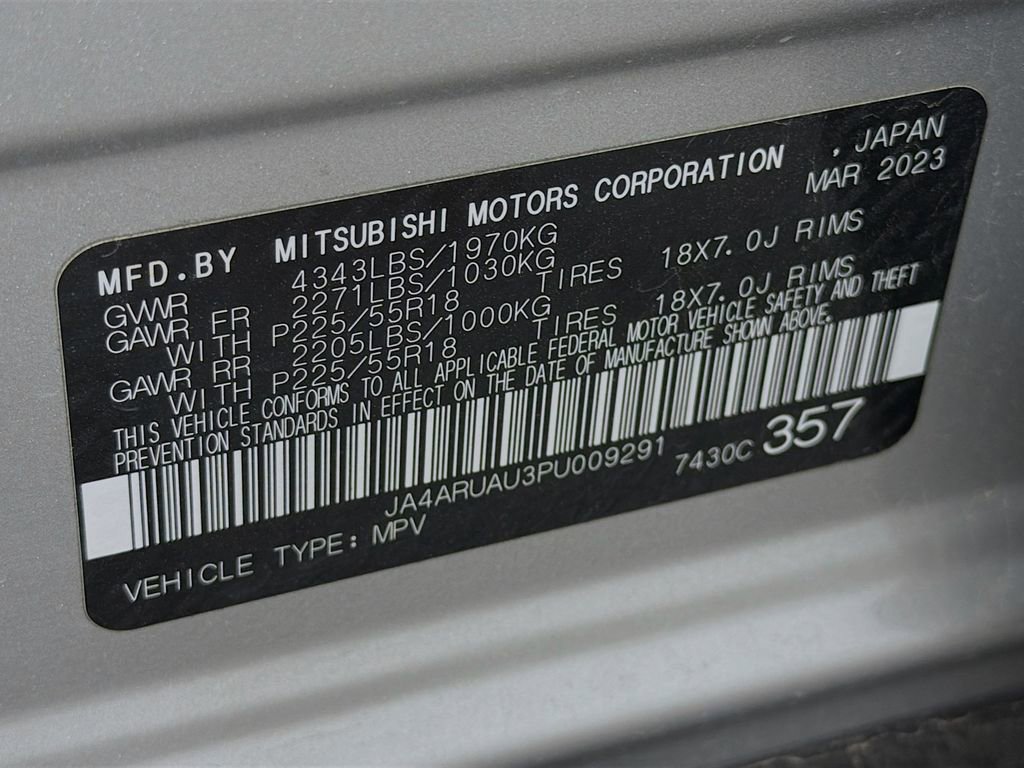 MFD.BY MITSUBISHI MOTORS CORPORATION , JAPAN
MAR 2023
GWWR 4343LBS/1970KG
GAWR FR 2271LBS/1030KG
WITH P225/55R18 TIRES 18X7.0J RIMS
GAWR RR 2205LBS/1000KG
WITH P225/55R18 TIRES 18X7.0J RIMS
THIS VEHICLE CONFORMS TO ALL APPLICABLE FEDERAL MOTOR VEHICLE SAFETY AND THEFT
PREVENTION STANDARDS IN EFFECT ON THE DATE OF MANUFACTURE SHOWN ABOVE.
JA4ARUAU3PU009291 7430C 357
VEHICLE TYPE: MPV